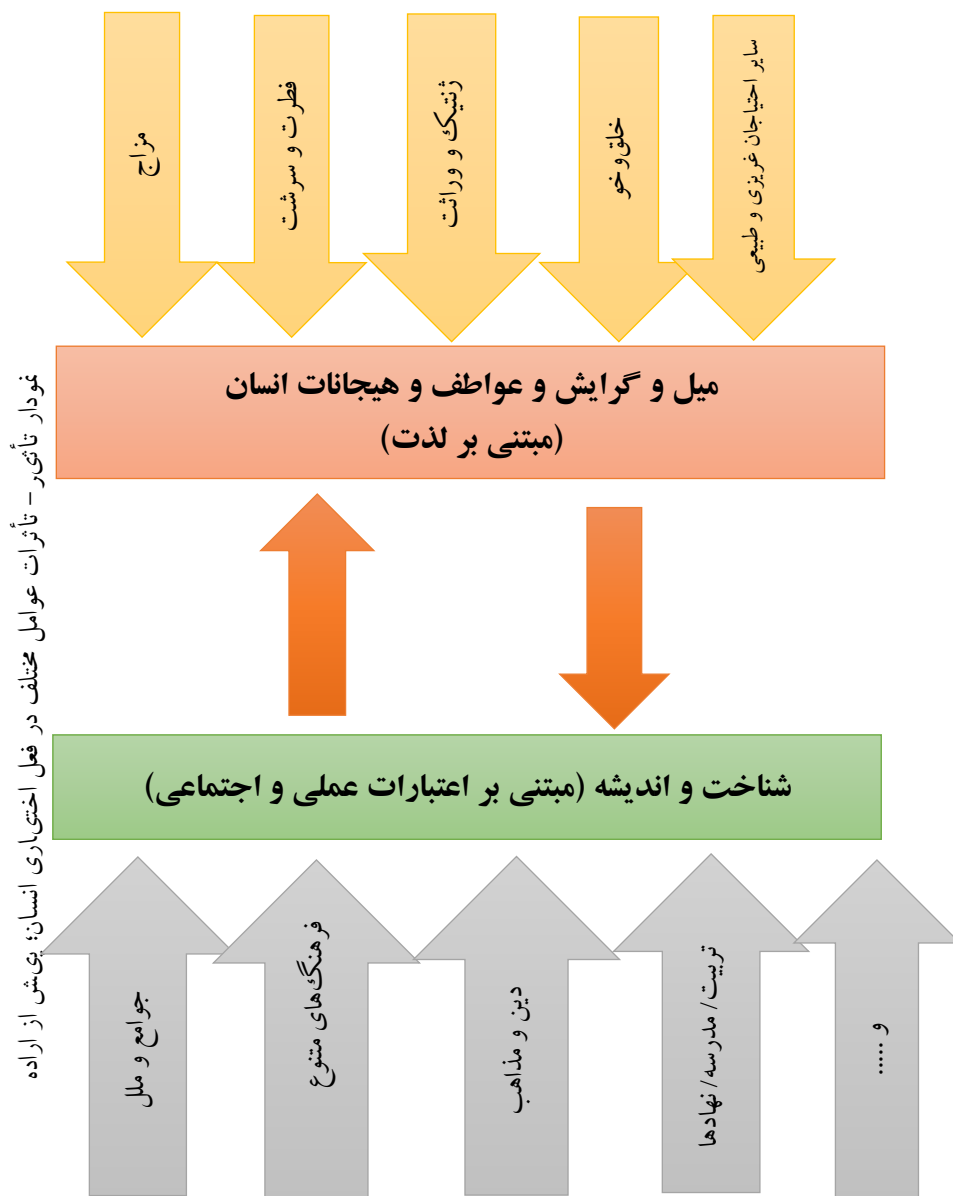 سایر احتیاجان غریزی و طبیعی
خلق‌وخو
ژنتیک و وراثت
فطرت و سرشت
مزاج
میل و گرایش و عواطف و هیجانات انسان
(مبتنی بر لذت)
شناخت و اندیشه (مبتنی بر اعتبارات عملی و اجتماعی)
و .....
تربیت/ مدرسه/ نهادها
دین و مذاهب
فرهنگ‌های متنوع
جوامع و ملل
نمودار تأثیر - تأثرات عوامل مختلف در فعل اختیاری انسان؛ پیش از اراده